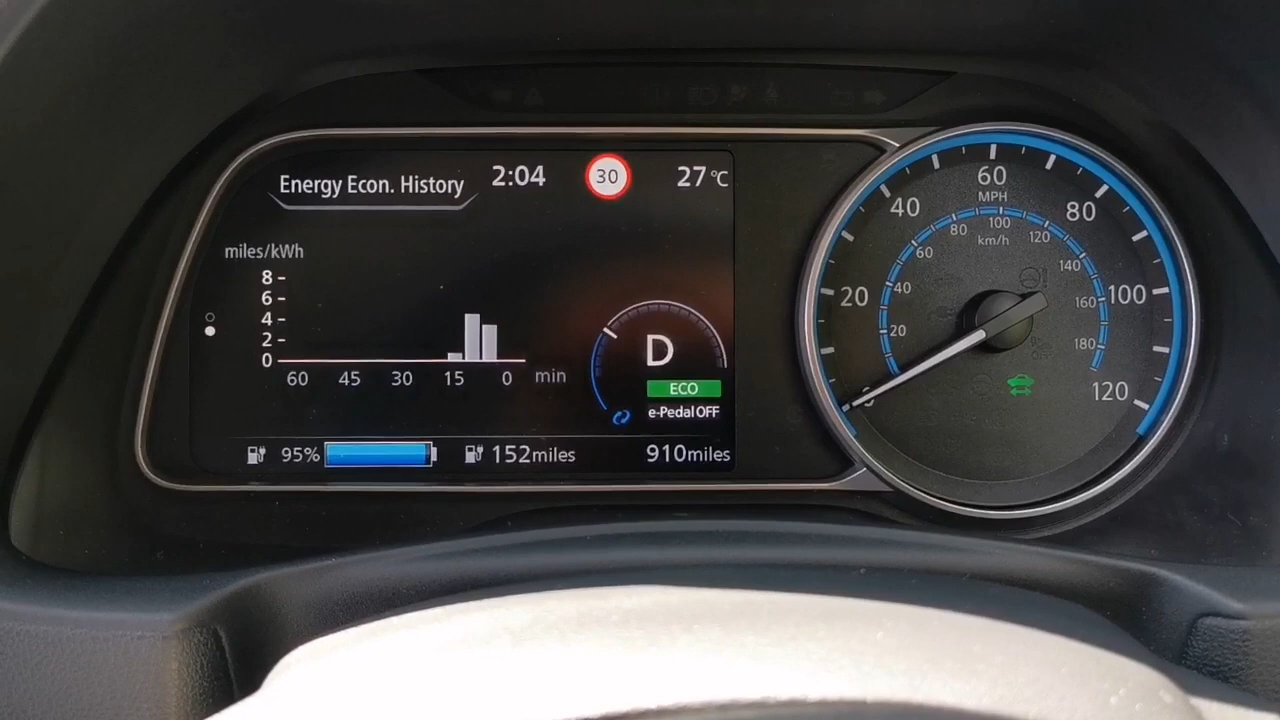 Energy Econ. History 2:04 30 27°C
miles/kWh
8
6
4
2
0
60 45 30 15 0 min
D
ECO
e-Pedal OFF
95% 152miles 910miles
0 20 40 60 80 100 120
MPH
20 40 60 80 100 120 140 160 180
km/h